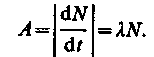 A = |dN/dt| = λN.